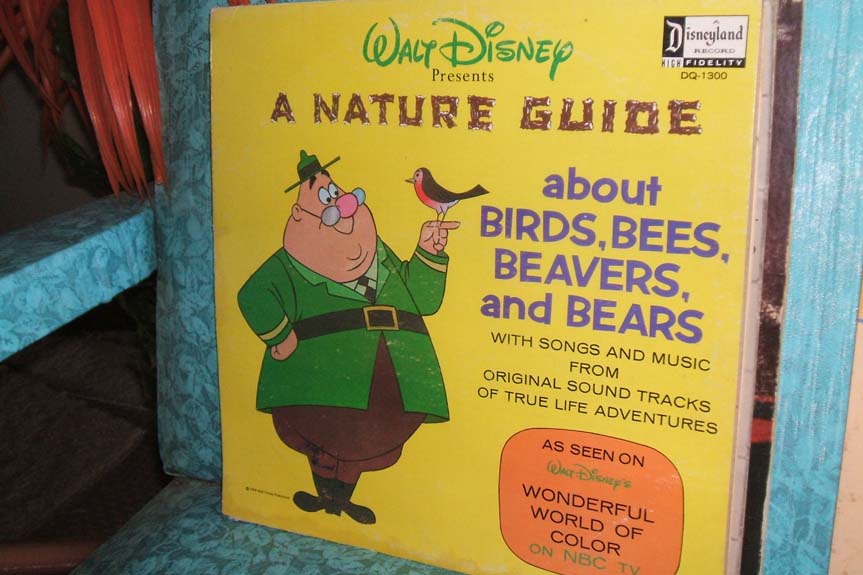 WALT DISNEY
Presents
Disneyland
RECORD
HIGH FIDELITY
DQ-1300
A NATURE GUIDE
about
BIRDS, BEES,
BEAVERS,
and BEARS
WITH SONGS AND MUSIC
FROM
ORIGINAL SOUND TRACKS
OF TRUE LIFE ADVENTURES
AS SEEN ON
WALT DISNEY'S
WONDERFUL
WORLD OF
COLOR
ON NBC TV